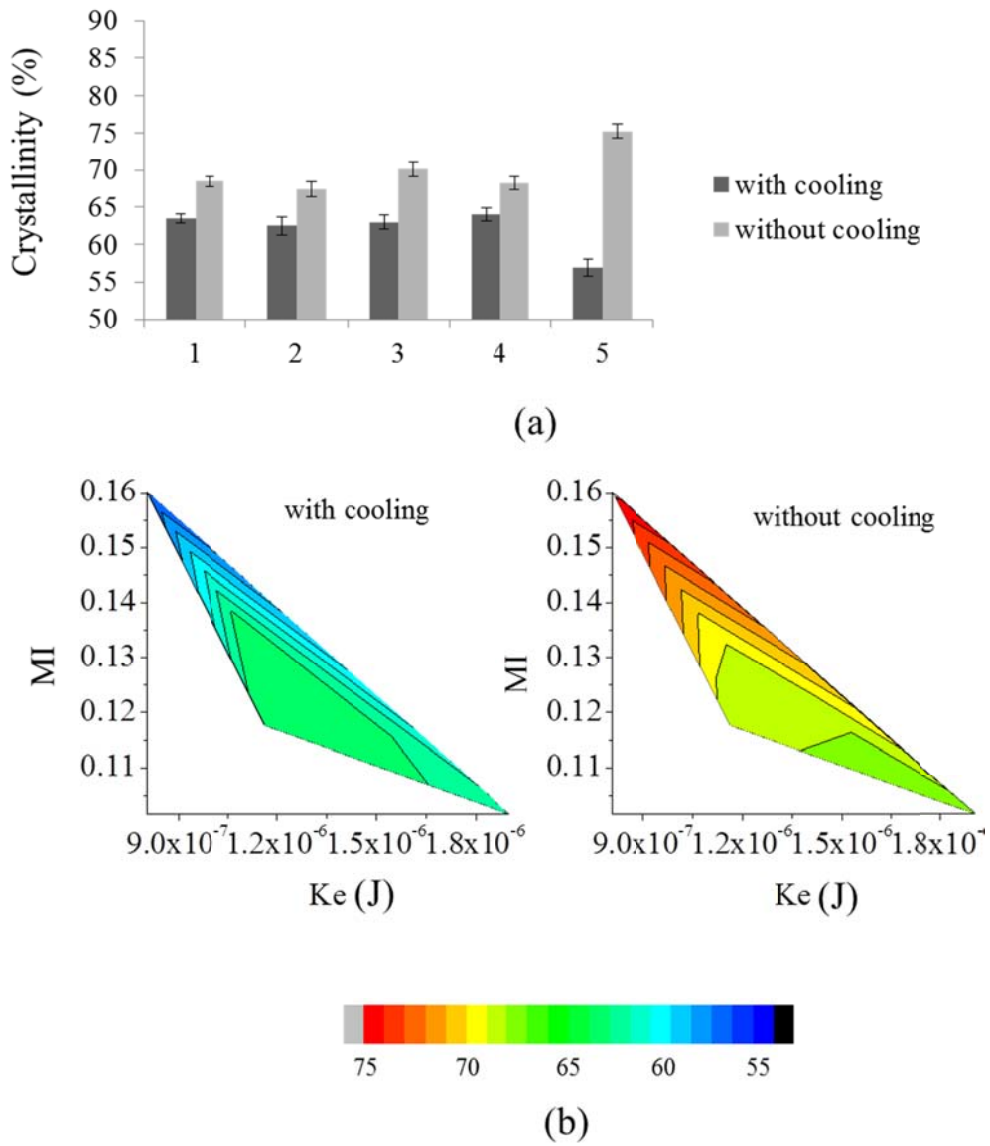 90
85
80
75
70
65
60
55
50
Crystallinity (%)
1 2 3 4 5
with cooling
without cooling
(a)
0.16
0.15
0.14
0.13
0.12
0.11
MI
with cooling
9.0x10⁻⁷ 1.2x10⁻⁶ 1.5x10⁻⁶ 1.8x10⁻⁶
Ke (J)
0.16
0.15
0.14
0.13
0.12
0.11
MI
without cooling
9.0x10⁻⁷ 1.2x10⁻⁶ 1.5x10⁻⁶ 1.8x10
Ke (J)
75 70 65 60 55
(b)